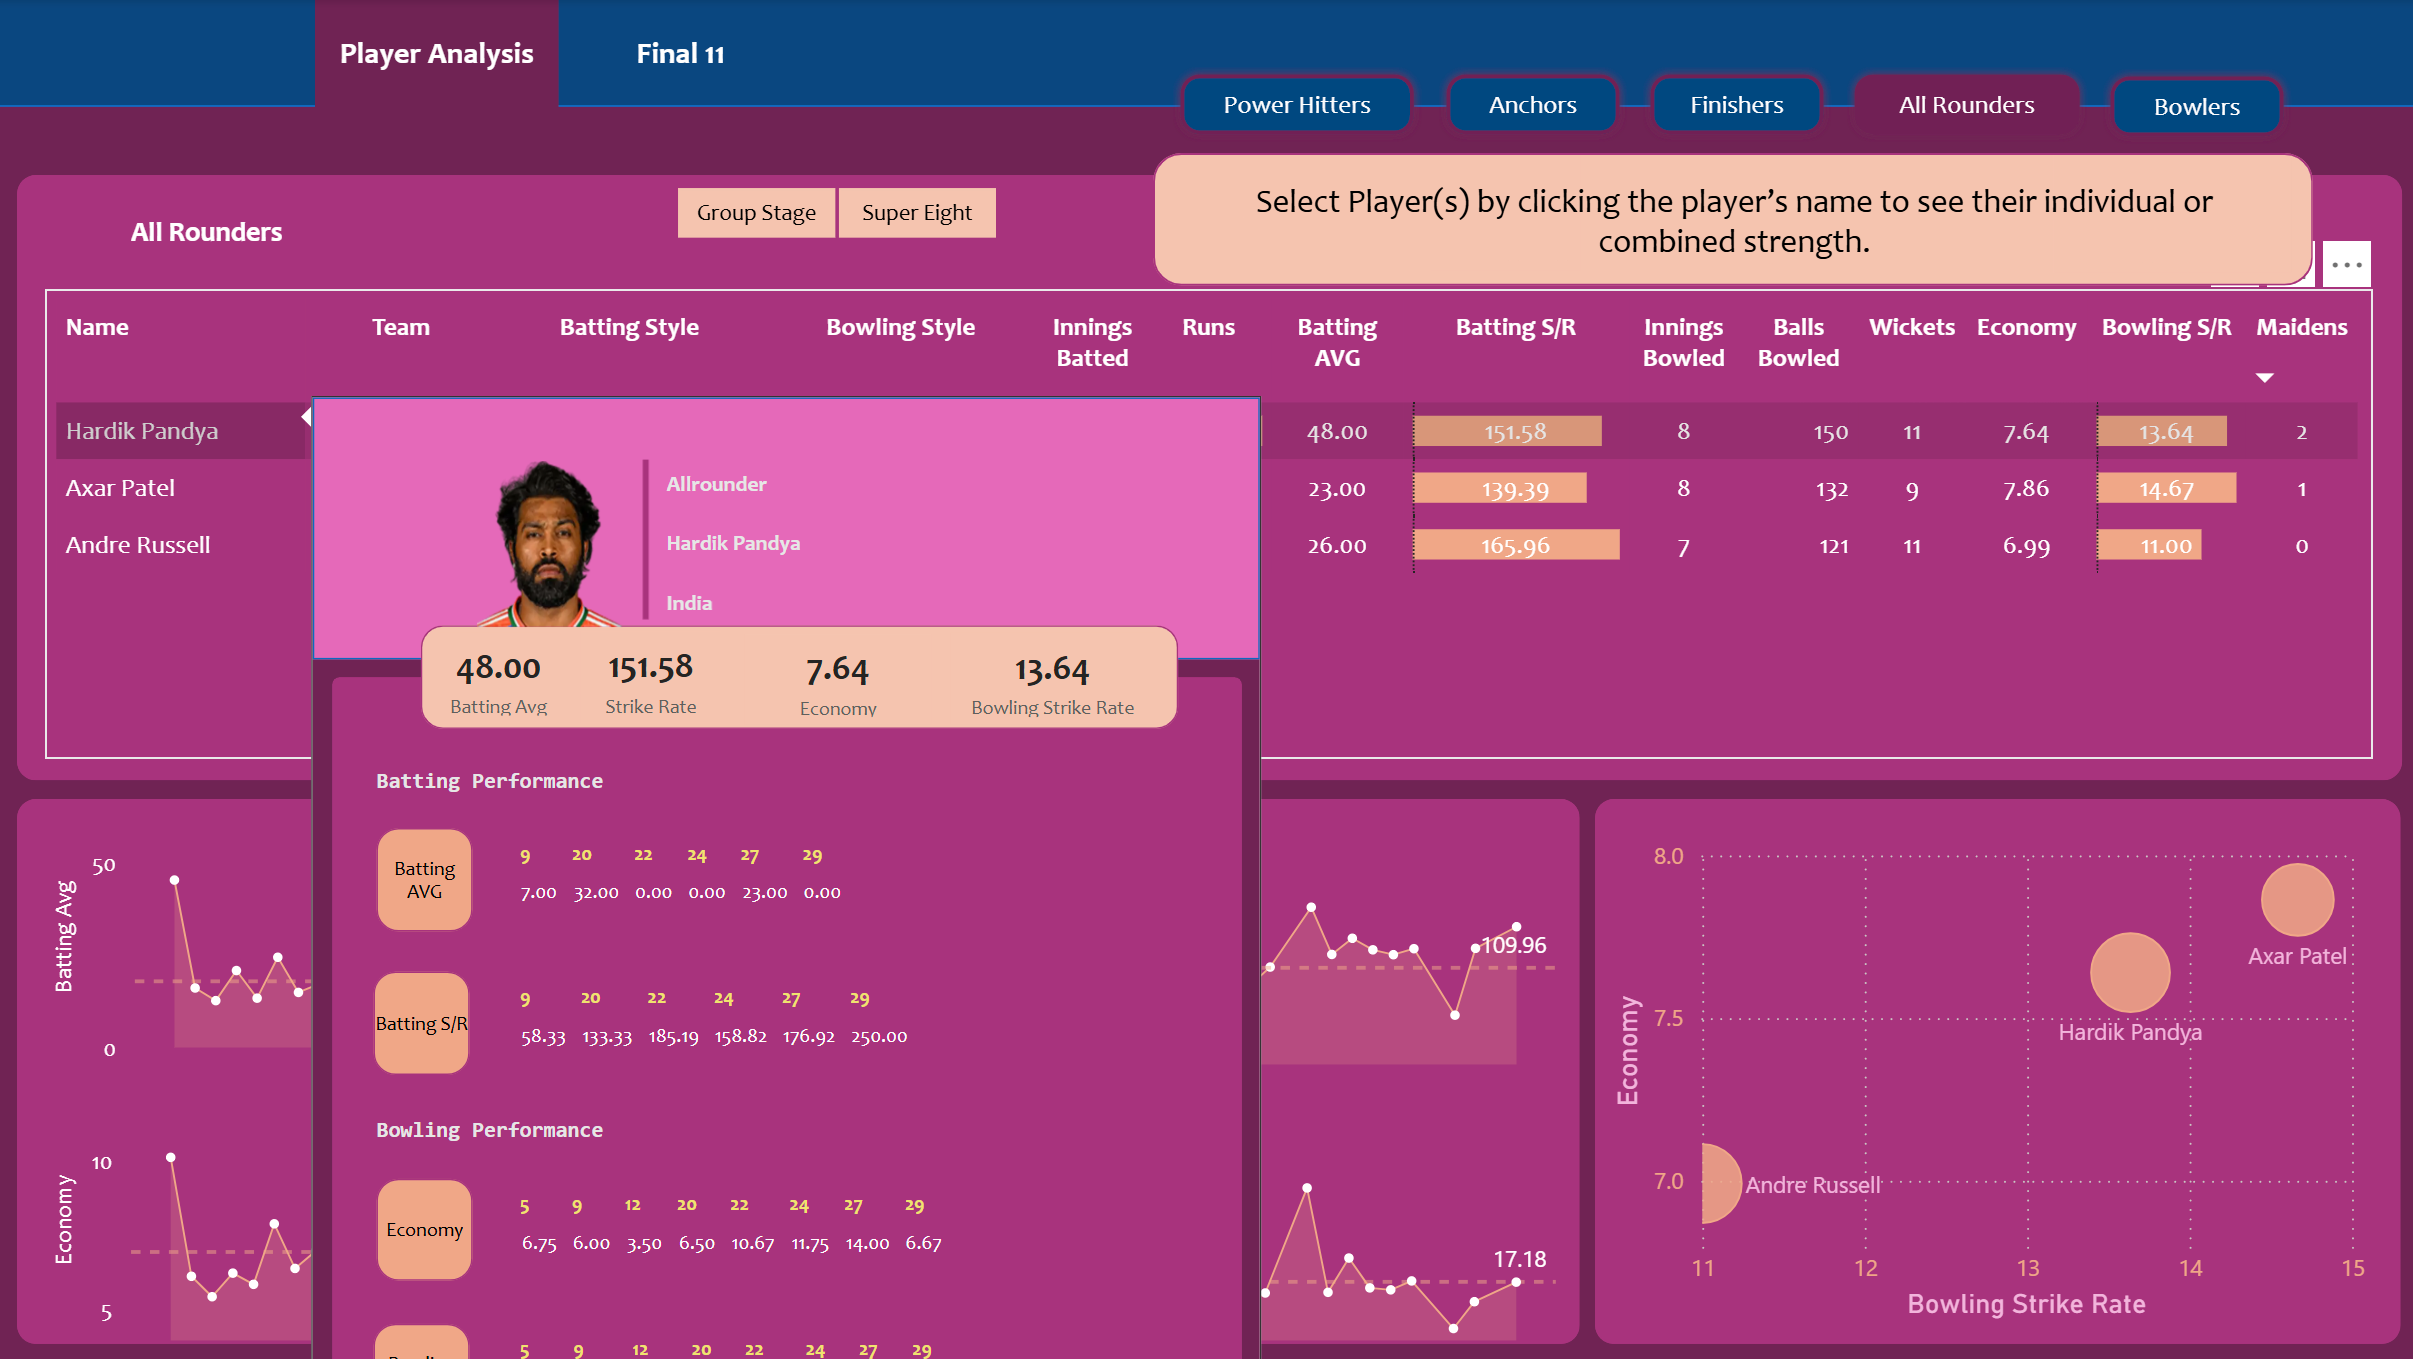 Player Analysis
Final 11
Power Hitters
Anchors
Finishers
All Rounders
Bowlers
Select Player(s) by clicking the player’s name to see their individual or
combined strength.
All Rounders
Group Stage
Super Eight
Name
Team
Batting Style
Bowling Style
Innings
Batted
Runs
Batting
AVG
Batting S/R
Innings
Bowled
Balls
Bowled
Wickets
Economy
Bowling S/R
Maidens
Hardik Pandya
48.00 151.58 8 150 11 7.64 13.64 2
Axar Patel
23.00 139.39 8 132 9 7.86 14.67 1
Andre Russell
26.00 165.96 7 121 11 6.99 11.00 0
Allrounder
Hardik Pandya
India
48.00 151.58 7.64 13.64
Batting Avg Strike Rate Economy Bowling Strike Rate
Batting Performance
Batting
AVG
9 20 22 24 27 29
7.00 32.00 0.00 0.00 23.00 0.00
Batting S/R
9 20 22 24 27 29
58.33 133.33 185.19 158.82 176.92 250.00
Bowling Performance
Economy
5 9 12 20 22 24 27 29
6.75 6.00 3.50 6.50 10.67 11.75 14.00 6.67
5 9 12 20 22 24 27 29
Batting Avg
50
0
Economy
10
5
109.96
17.18
Economy
8.0
7.5
7.0
Axar Patel
Hardik Pandya
Andre Russell
11 12 13 14 15
Bowling Strike Rate